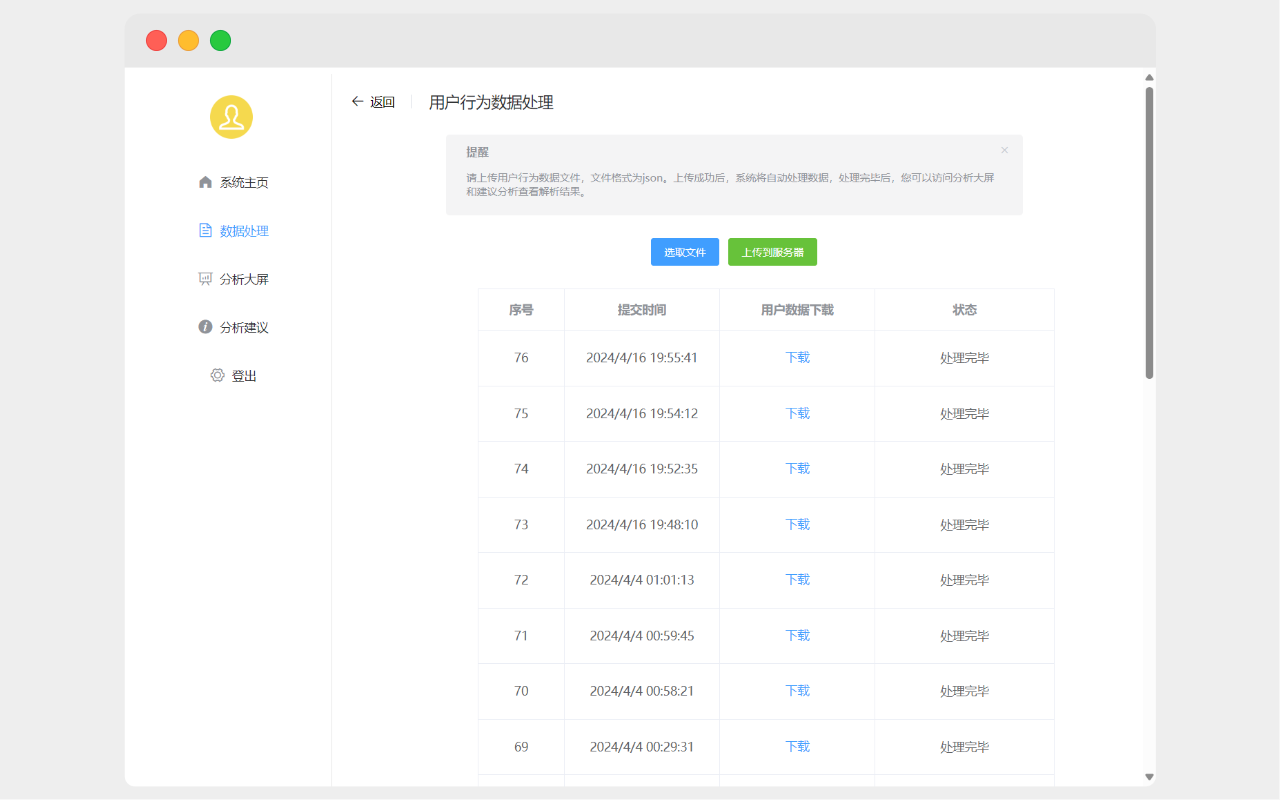 返回
用户行为数据处理
系统主页
数据处理
分析大屏
分析建议
登出
提醒
请上传用户行为数据文件，文件格式为json。上传成功后，系统将自动处理数据，处理完毕后，您可以访问分析大屏
和建议分析查看解析结果。
选取文件 上传到服务器
序号 提交时间 用户数据下载 状态
76 2024/4/16 19:55:41 下载 处理完毕
75 2024/4/16 19:54:12 下载 处理完毕
74 2024/4/16 19:52:35 下载 处理完毕
73 2024/4/16 19:48:10 下载 处理完毕
72 2024/4/4 01:01:13 下载 处理完毕
71 2024/4/4 00:59:45 下载 处理完毕
70 2024/4/4 00:58:21 下载 处理完毕
69 2024/4/4 00:29:31 下载 处理完毕